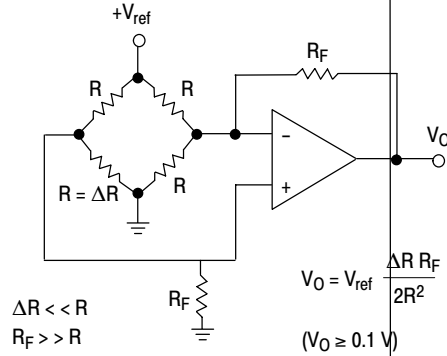 +Vref
RF
R
R
−
VO
+
R = ΔR
R
VO = Vref ΔR RF
2R2
RF
ΔR << R
RF >> R
(VO ≥ 0.1 V)